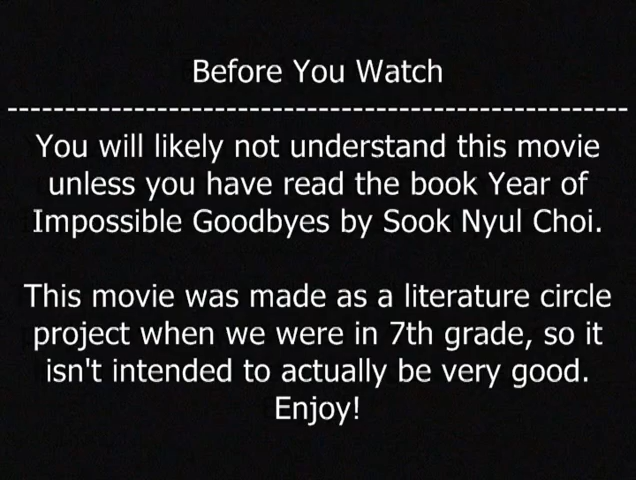 Before You Watch
------------------------------------------------------
You will likely not understand this movie
unless you have read the book Year of
Impossible Goodbyes by Sook Nyul Choi.
This movie was made as a literature circle
project when we were in 7th grade, so it
isn't intended to actually be very good.
Enjoy!